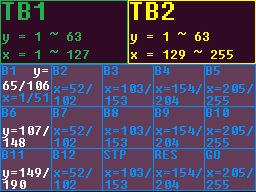 TB1
y = 1 ~ 63
x = 1 ~ 127
TB2
y = 1 ~ 63
x = 129 ~ 255
B1 y=
65/106
x=1/51
B2
x=52/
102
B3
x=103/
153
B4
x=154/
204
B5
x=205/
255
B6
y=107/
148
B7
x=52/
102
B8
x=103/
153
B9
x=154/
204
B10
x=205/
255
B11
y=149/
190
B12
x=52/
102
STP
x=103/
153
RES
x=154/
204
GO
x=205/
255